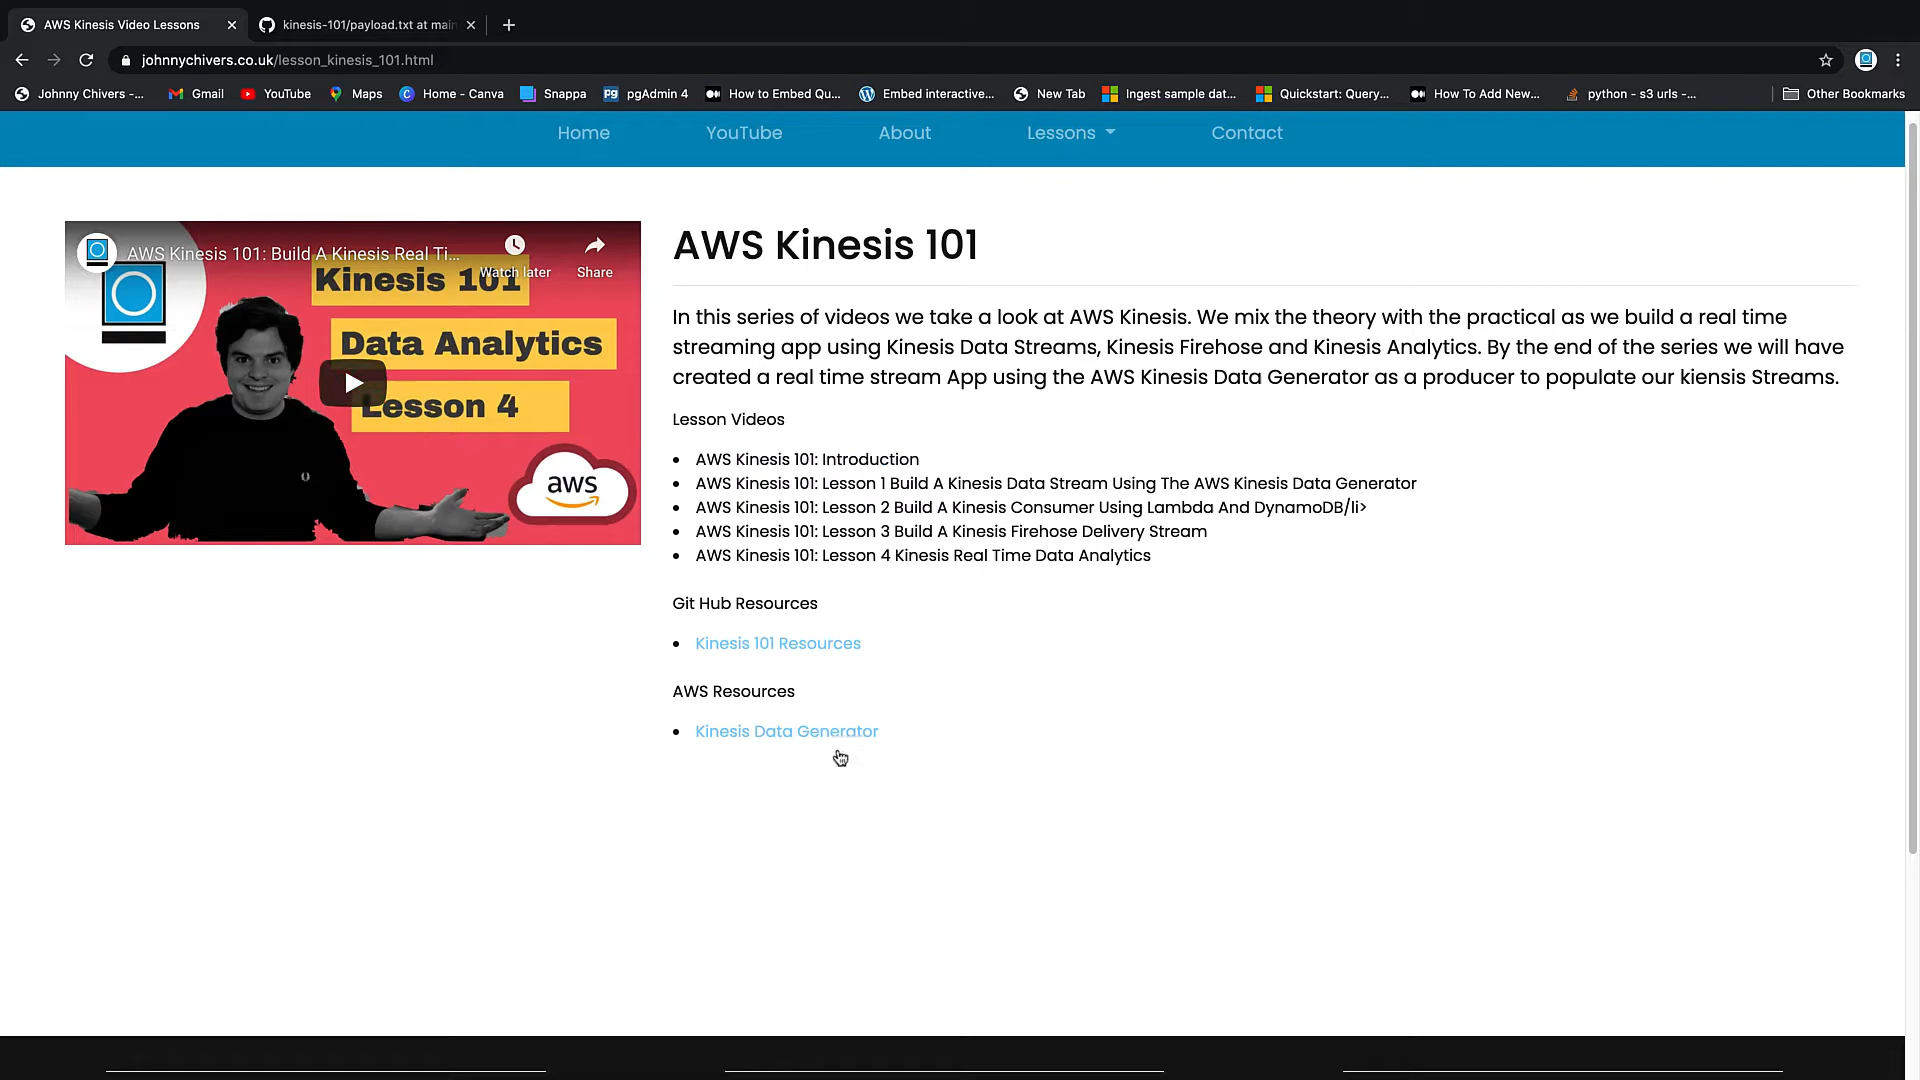 AWS Kinesis Video Lessons
kinesis-101/payload.txt at main
johnnychivers.co.uk/lesson_kinesis_101.html
Johnny Chivers -...
Gmail
YouTube
Maps
Home - Canva
Snappa
pgAdmin 4
How to Embed Qu...
Embed interactive...
New Tab
Ingest sample dat...
Quickstart: Query...
How To Add New...
python - s3 urls -...
Other Bookmarks
Home
YouTube
About
Lessons
Contact
AWS Kinesis 101: Build A Kinesis Real Ti...
Watch later
Share
Kinesis 101
Data Analytics
Lesson 4
aws
AWS Kinesis 101
In this series of videos we take a look at AWS Kinesis. We mix the theory with the practical as we build a real time
streaming app using Kinesis Data Streams, Kinesis Firehose and Kinesis Analytics. By the end of the series we will have
created a real time stream App using the AWS Kinesis Data Generator as a producer to populate our kiensis Streams.
Lesson Videos
AWS Kinesis 101: Introduction
AWS Kinesis 101: Lesson 1 Build A Kinesis Data Stream Using The AWS Kinesis Data Generator
AWS Kinesis 101: Lesson 2 Build A Kinesis Consumer Using Lambda And DynamoDB/li>
AWS Kinesis 101: Lesson 3 Build A Kinesis Firehose Delivery Stream
AWS Kinesis 101: Lesson 4 Kinesis Real Time Data Analytics
Git Hub Resources
Kinesis 101 Resources
AWS Resources
Kinesis Data Generator